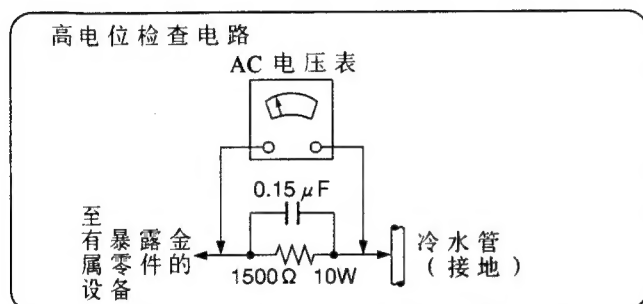 高电位检查电路
AC 电压表
0.15 μF
至
有暴露金
属零件的
设备
1500Ω 10W
冷水管
(接地)